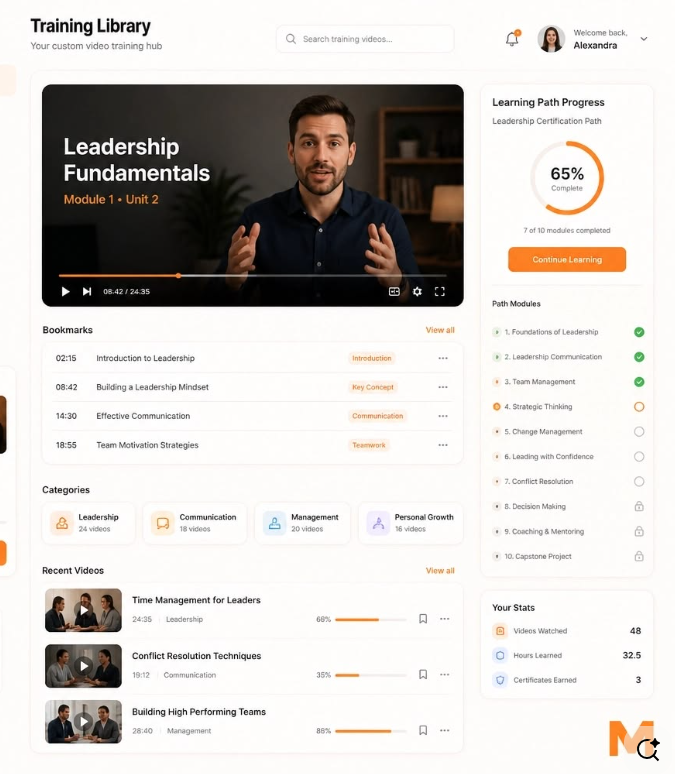 Training Library
Your custom video training hub
Search training videos...
Welcome back,
Alexandra
Leadership
Fundamentals
Module 1 • Unit 2
08:42 / 24:35
Bookmarks
View all
02:15 Introduction to Leadership Introduction
08:42 Building a Leadership Mindset Key Concept
14:30 Effective Communication Communication
18:55 Team Motivation Strategies Teamwork
Categories
Leadership
24 videos
Communication
18 videos
Management
20 videos
Personal Growth
16 videos
Recent Videos
View all
Time Management for Leaders
24:35 Leadership 68%
Conflict Resolution Techniques
19:12 Communication 35%
Building High Performing Teams
28:40 Management 88%
Learning Path Progress
Leadership Certification Path
65%
Complete
7 of 10 modules completed
Continue Learning
Path Modules
1. Foundations of Leadership
2. Leadership Communication
3. Team Management
4. Strategic Thinking
5. Change Management
6. Leading with Confidence
7. Conflict Resolution
8. Decision Making
9. Coaching & Mentoring
10. Capstone Project
Your Stats
Videos Watched 48
Hours Learned 32.5
Certificates Earned 3
M